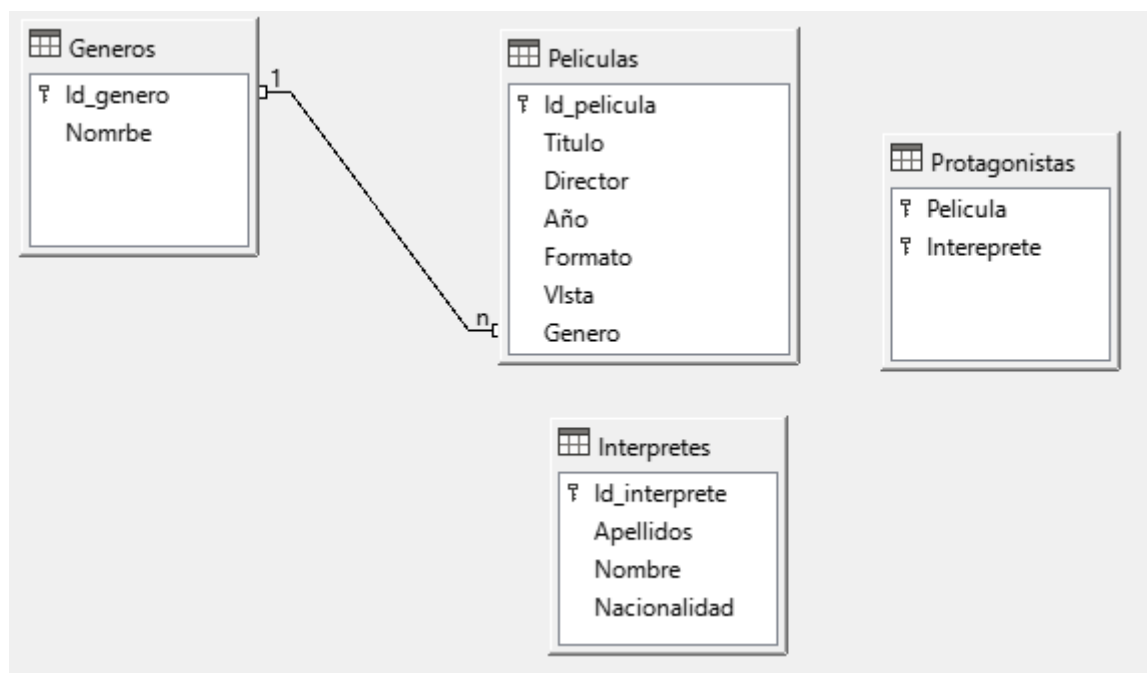 Generos
Id_genero
Nomrbe
1
n
Peliculas
Id_pelicula
Titulo
Director
Año
Formato
VIsta
Genero
Protagonistas
Pelicula
Intereprete
Interpretes
Id_interprete
Apellidos
Nombre
Nacionalidad